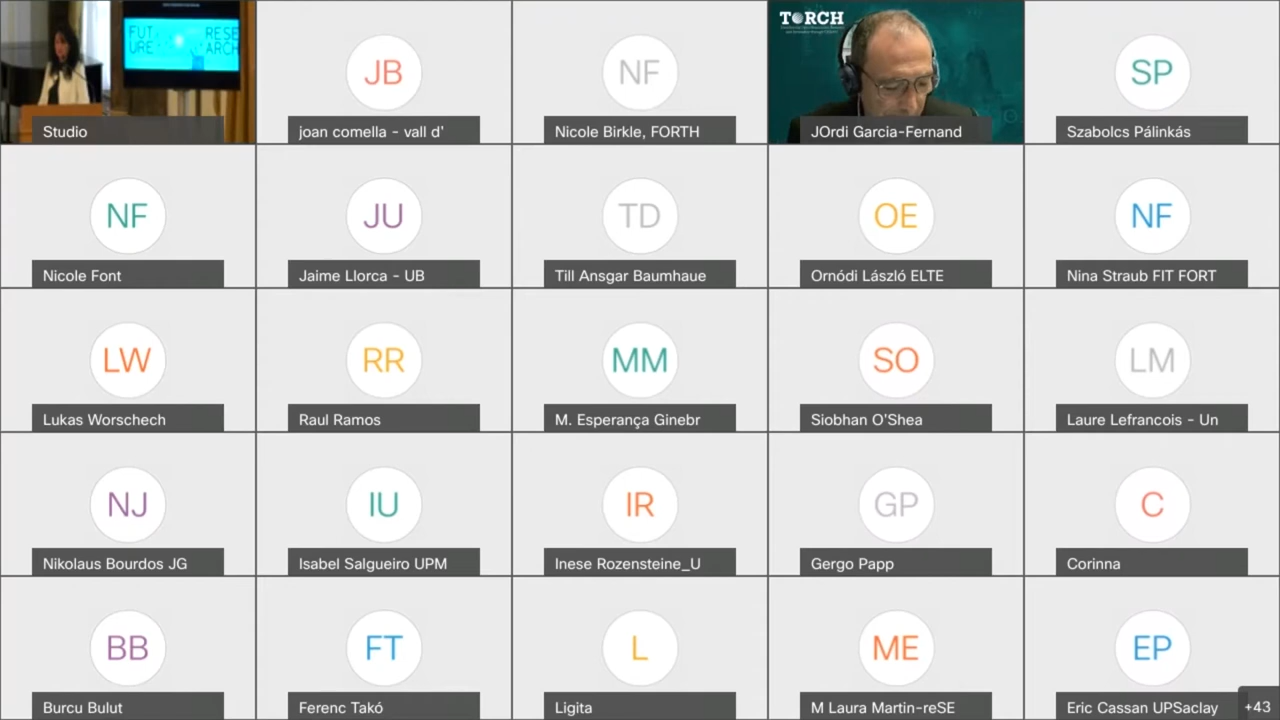 FUT RESE
URE ARCH
Studio
JB
joan comella - vall d'
NF
Nicole Birkle, FORTH
TORCH
JOrdi Garcia-Fernand
SP
Szabolcs Pálinkás
NF
Nicole Font
JU
Jaime Llorca - UB
TD
Till Ansgar Baumhaue
OE
Ornódi László ELTE
NF
Nina Straub FIT FORT
LW
Lukas Worschech
RR
Raul Ramos
MM
M. Esperança Ginebr
SO
Siobhan O'Shea
LM
Laure Lefrancois - Un
NJ
Nikolaus Bourdos JG
IU
Isabel Salgueiro UPM
IR
Inese Rozensteine_U
GP
Gergo Papp
C
Corinna
BB
Burcu Bulut
FT
Ferenc Takó
L
Ligita
ME
M Laura Martin-reSE
EP
Eric Cassan UPSaclay
+43